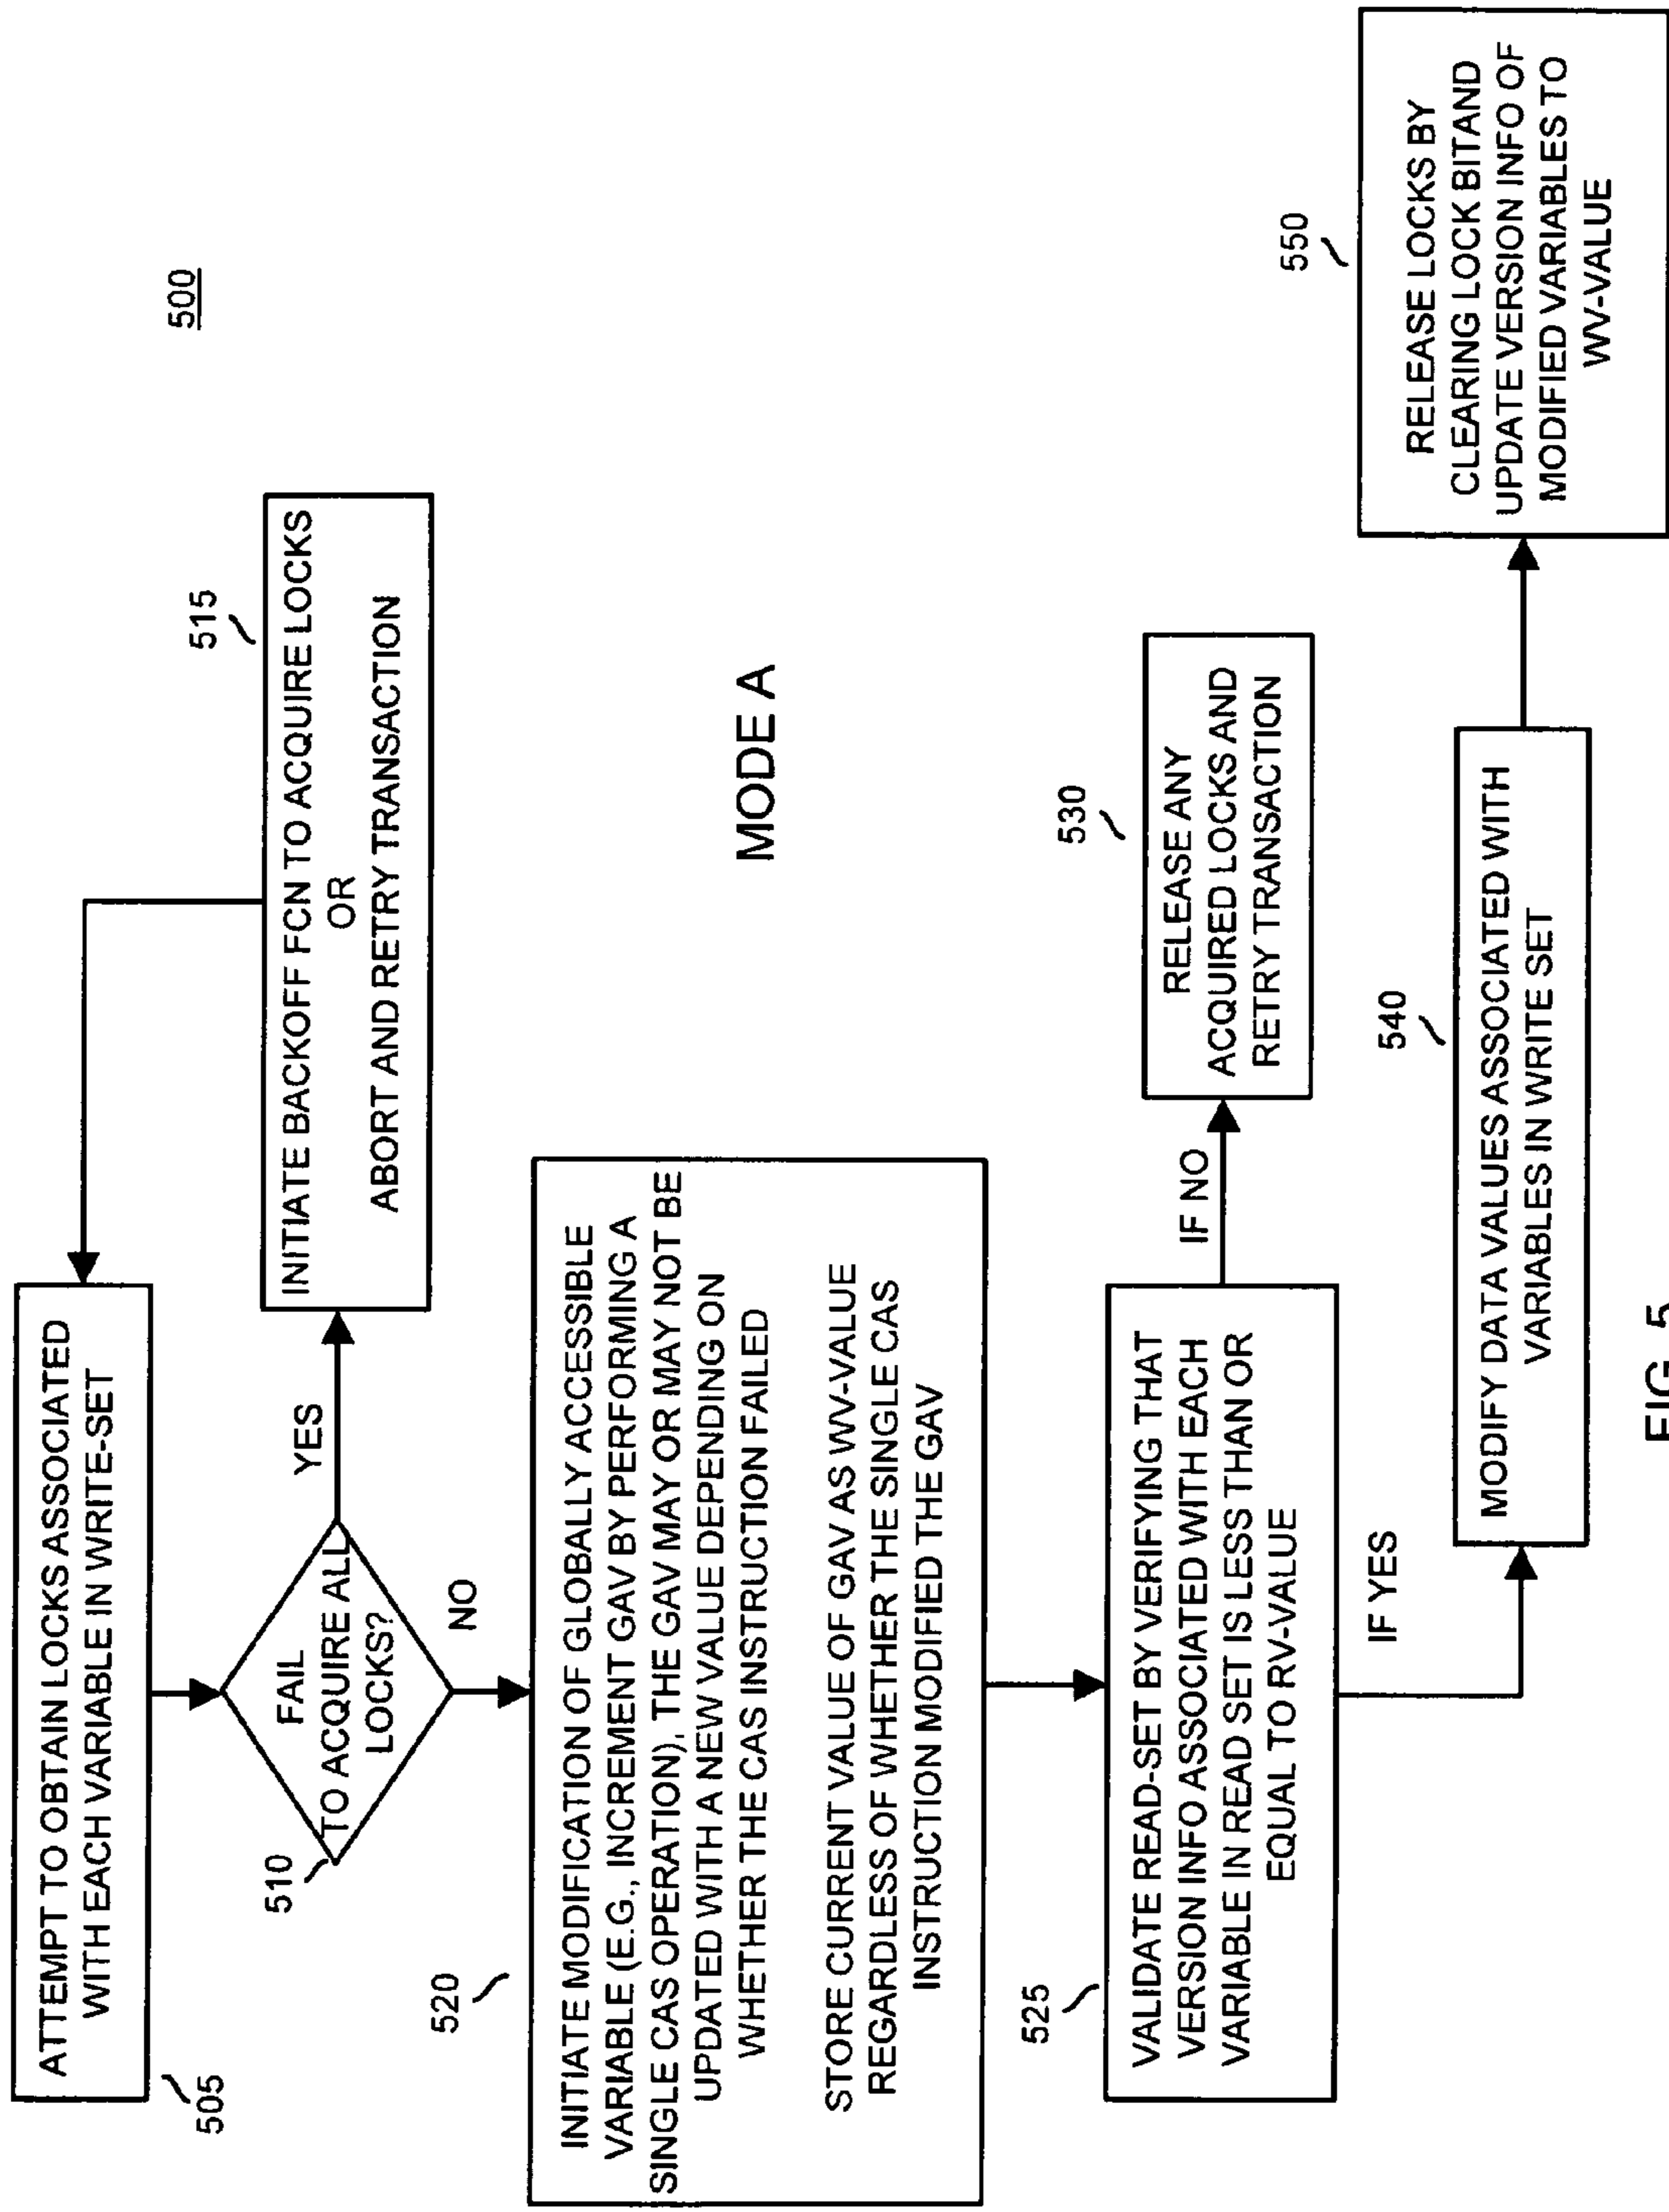 500
ATTEMPT TO OBTAIN LOCKS ASSOCIATED
WITH EACH VARIABLE IN WRITE-SET
505
FAIL
TO ACQUIRE ALL
LOCKS?
510
YES
NO
515
INITIATE BACKOFF FCN TO ACQUIRE LOCKS
OR
ABORT AND RETRY TRANSACTION
520
INITIATE MODIFICATION OF GLOBALLY ACCESSIBLE
VARIABLE (E.G., INCREMENT GAV BY PERFORMING A
SINGLE CAS OPERATION), THE GAV MAY OR MAY NOT BE
UPDATED WITH A NEW VALUE DEPENDING ON
WHETHER THE CAS INSTRUCTION FAILED
STORE CURRENT VALUE OF GAV AS WV-VALUE
REGARDLESS OF WHETHER THE SINGLE CAS
INSTRUCTION MODIFIED THE GAV
MODE A
525
VALIDATE READ-SET BY VERIFYING THAT
VERSION INFO ASSOCIATED WITH EACH
VARIABLE IN READ SET IS LESS THAN OR
EQUAL TO RV-VALUE
IF NO
530
RELEASE ANY
ACQUIRED LOCKS AND
RETRY TRANSACTION
IF YES
540
MODIFY DATA VALUES ASSOCIATED WITH
VARIABLES IN WRITE SET
550
RELEASE LOCKS BY
CLEARING LOCK BITAND
UPDATE VERSION INFO OF
MODIFIED VARIABLES TO
WV-VALUE
FIG. 5